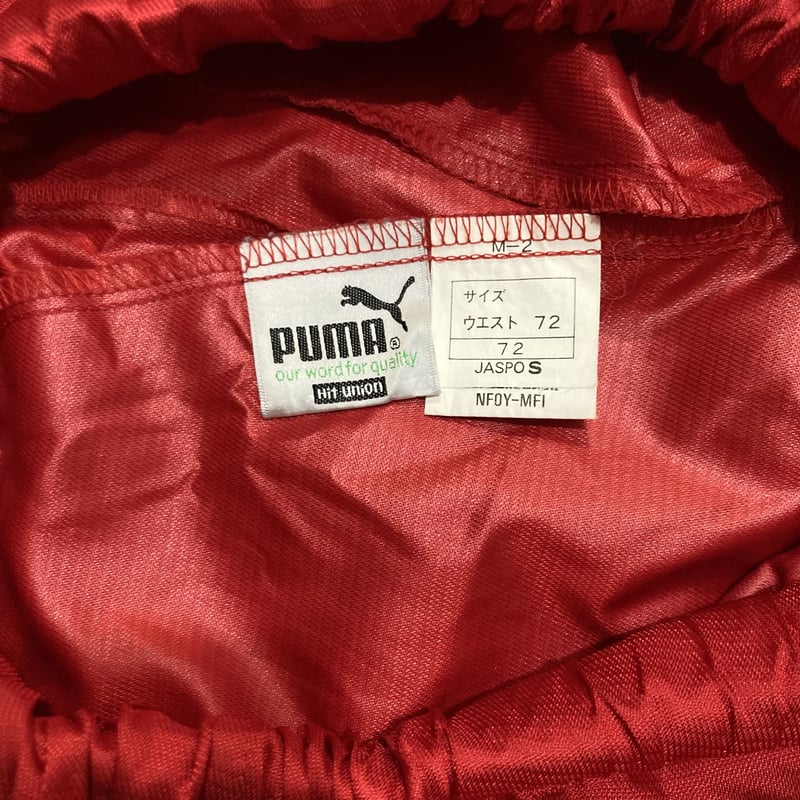 PUMA®
our word for quality
Hit union
M-2
サイズ
ウエスト 72
72
JASPO S
NFOY-MFI